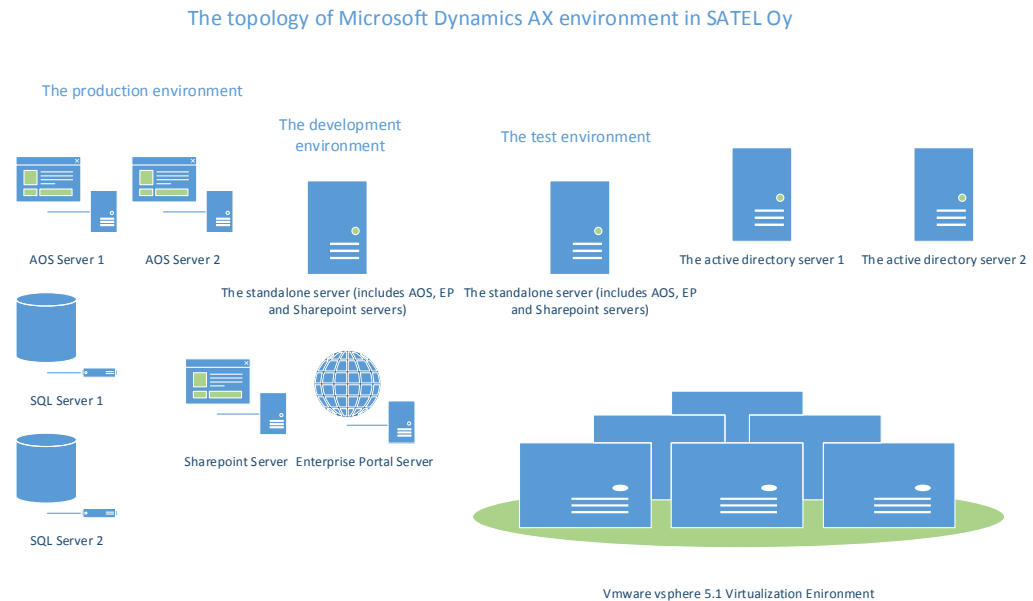 The topology of Microsoft Dynamics AX environment in SATEL Oy
The production environment
The development
environment
The test environment
AOS Server 1
AOS Server 2
The standalone server (includes AOS, EP
and Sharepoint servers)
The standalone server (includes AOS, EP
and Sharepoint servers)
The active directory server 1
The active directory server 2
SQL Server 1
Sharepoint Server
Enterprise Portal Server
SQL Server 2
Vmware vsphere 5.1 Virtualization Enironment